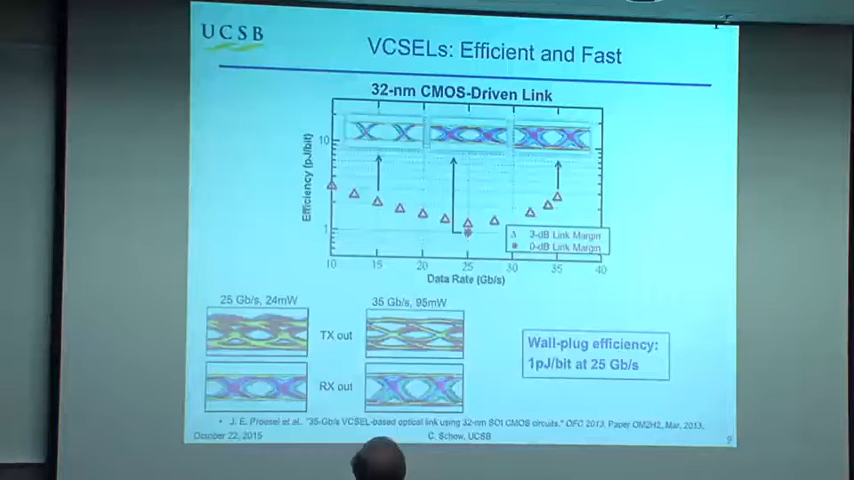 UCSB
VCSELs: Efficient and Fast
32-nm CMOS-Driven Link
Efficiency (pJ/bit)
10
1
10 15 20 25 30 35 40
Data Rate (Gb/s)
3-dB Link Margin
0-dB Link Margin
25 Gb/s, 24mW
35 Gb/s, 95mW
TX out
RX out
Wall-plug efficiency:
1pJ/bit at 25 Gb/s
• J. E. Proesel et al. "35-Gb/s VCSEL-based optical link using 32-nm SOI CMOS circuits," OFC 2013, Paper OM2H2, Mar, 2013.
October 22, 2015
C. Schow, UCSB
9